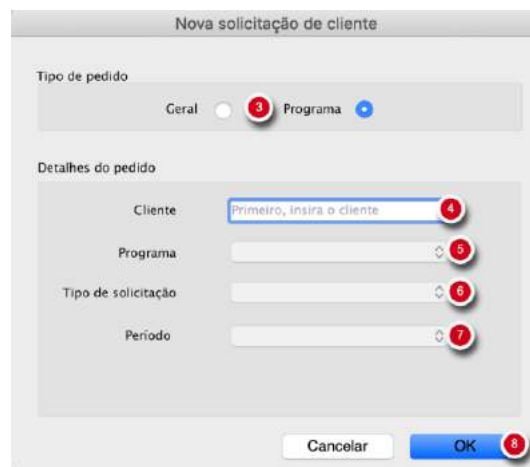 Nova solicitação de cliente
Tipo de pedido
Geral 3 Programa
Detalhes do pedido
Cliente Primeiro, insira o cliente 4
Programa 5
Tipo de solicitação 6
Período 7
Cancelar OK 8